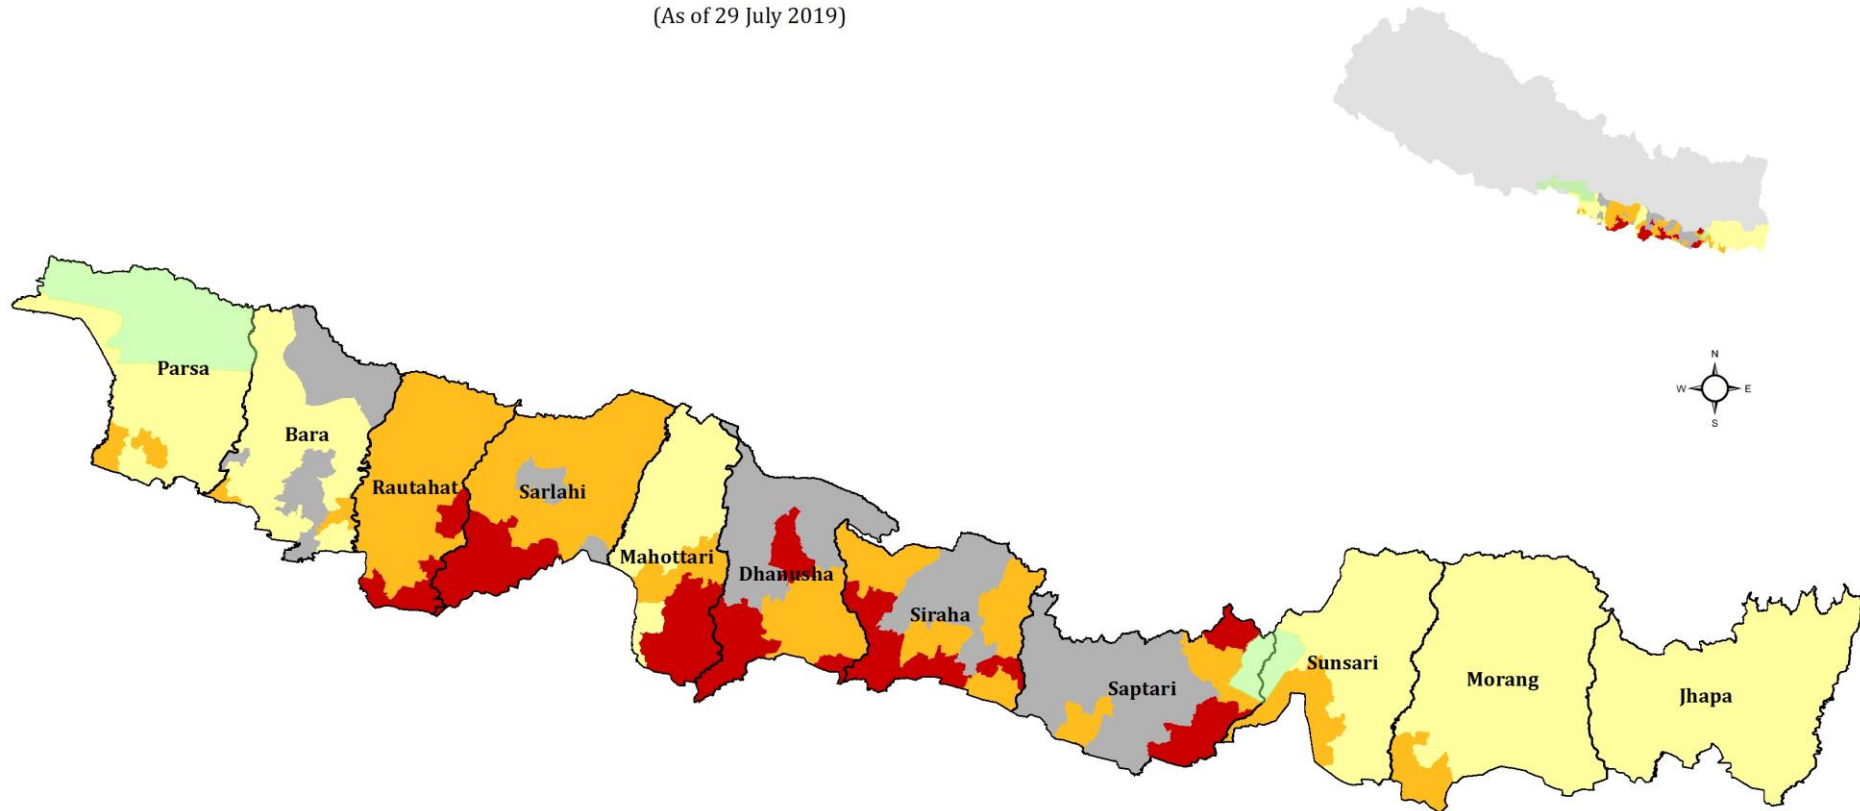 (As of 29 July 2019)
N
W
E
S
Parsa
Bara
Rautahat
Sarlahi
Mahottari
Dhanusha
Siraha
Saptari
Sunsari
Morang
Jhapa